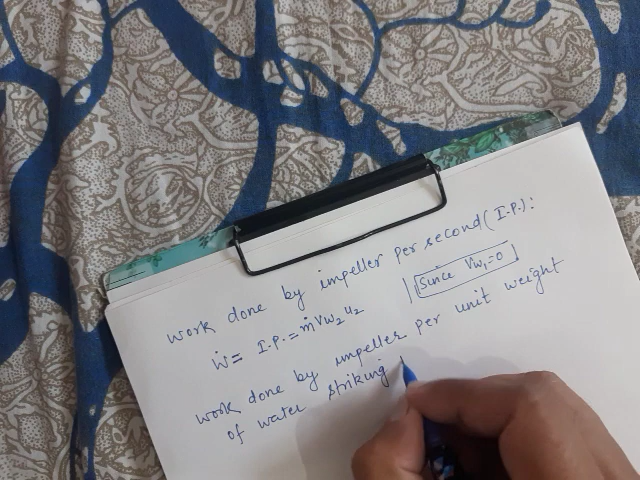 work done by impeller per second (I.P.):
Ẇ = I.P. = ṁ Vw₂ u₂ | Since Vw₁=0
work done by impeller per unit weight
of water striking